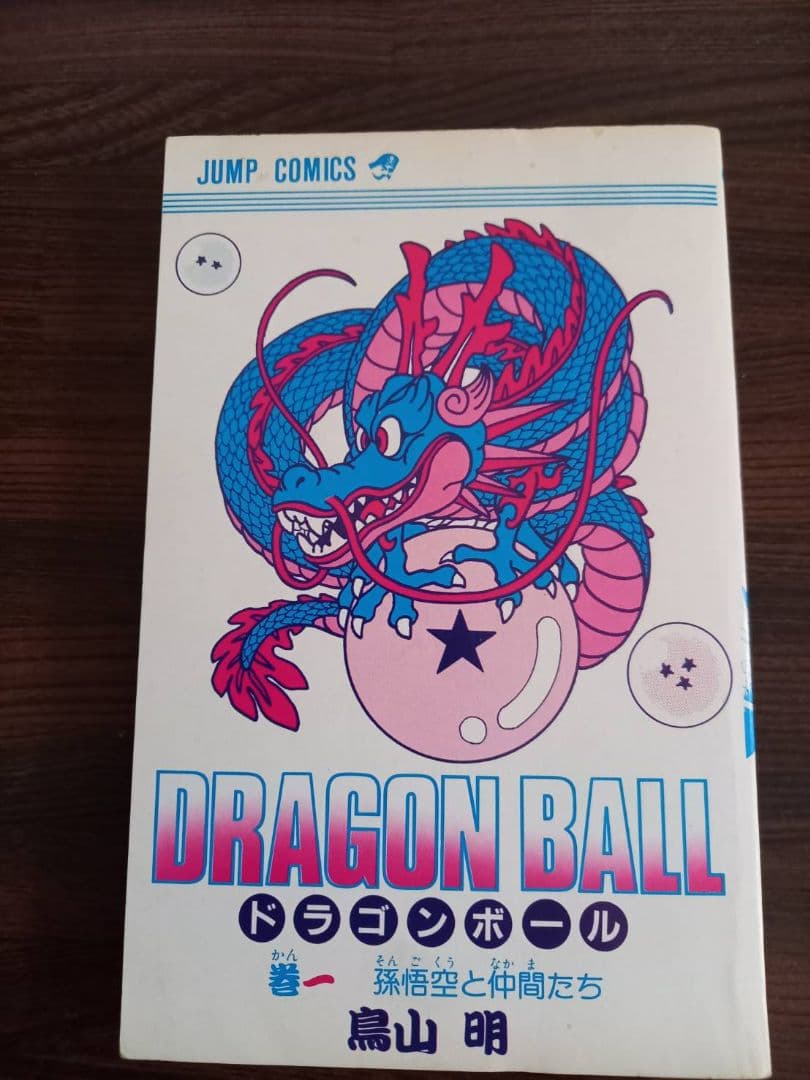 JUMP COMICS
DRAGON BALL
ドラゴンボール
かん そんごくう なかま
巻一 孫悟空と仲間たち
鳥山 明